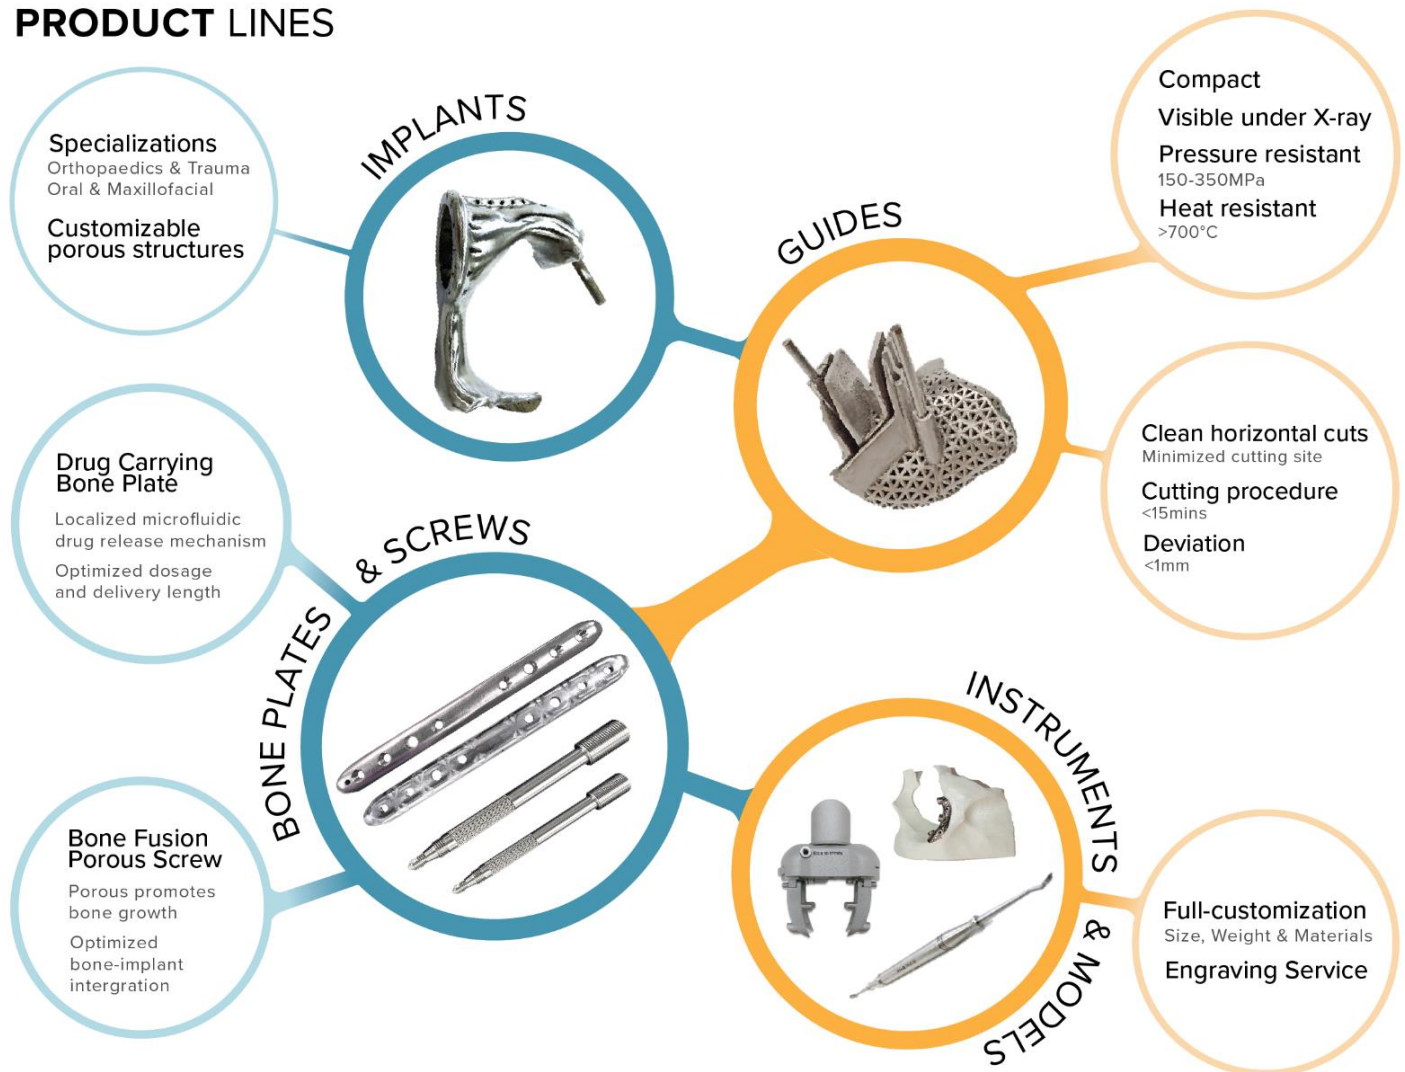 PRODUCT LINES
IMPLANTS
Specializations
Orthopaedics & Trauma
Oral & Maxillofacial
Customizable
porous structures
GUIDES
Compact
Visible under X-ray
Pressure resistant
150-350MPa
Heat resistant
>700°C
Clean horizontal cuts
Minimized cutting site
Cutting procedure
<15mins
Deviation
<1mm
BONE PLATES & SCREWS
Drug Carrying
Bone Plate
Localized microfluidic
drug release mechanism
Optimized dosage
and delivery length
Bone Fusion
Porous Screw
Porous promotes
bone growth
Optimized
bone-implant
intergration
INSTRUMENTS & MODELS
Full-customization
Size, Weight & Materials
Engraving Service